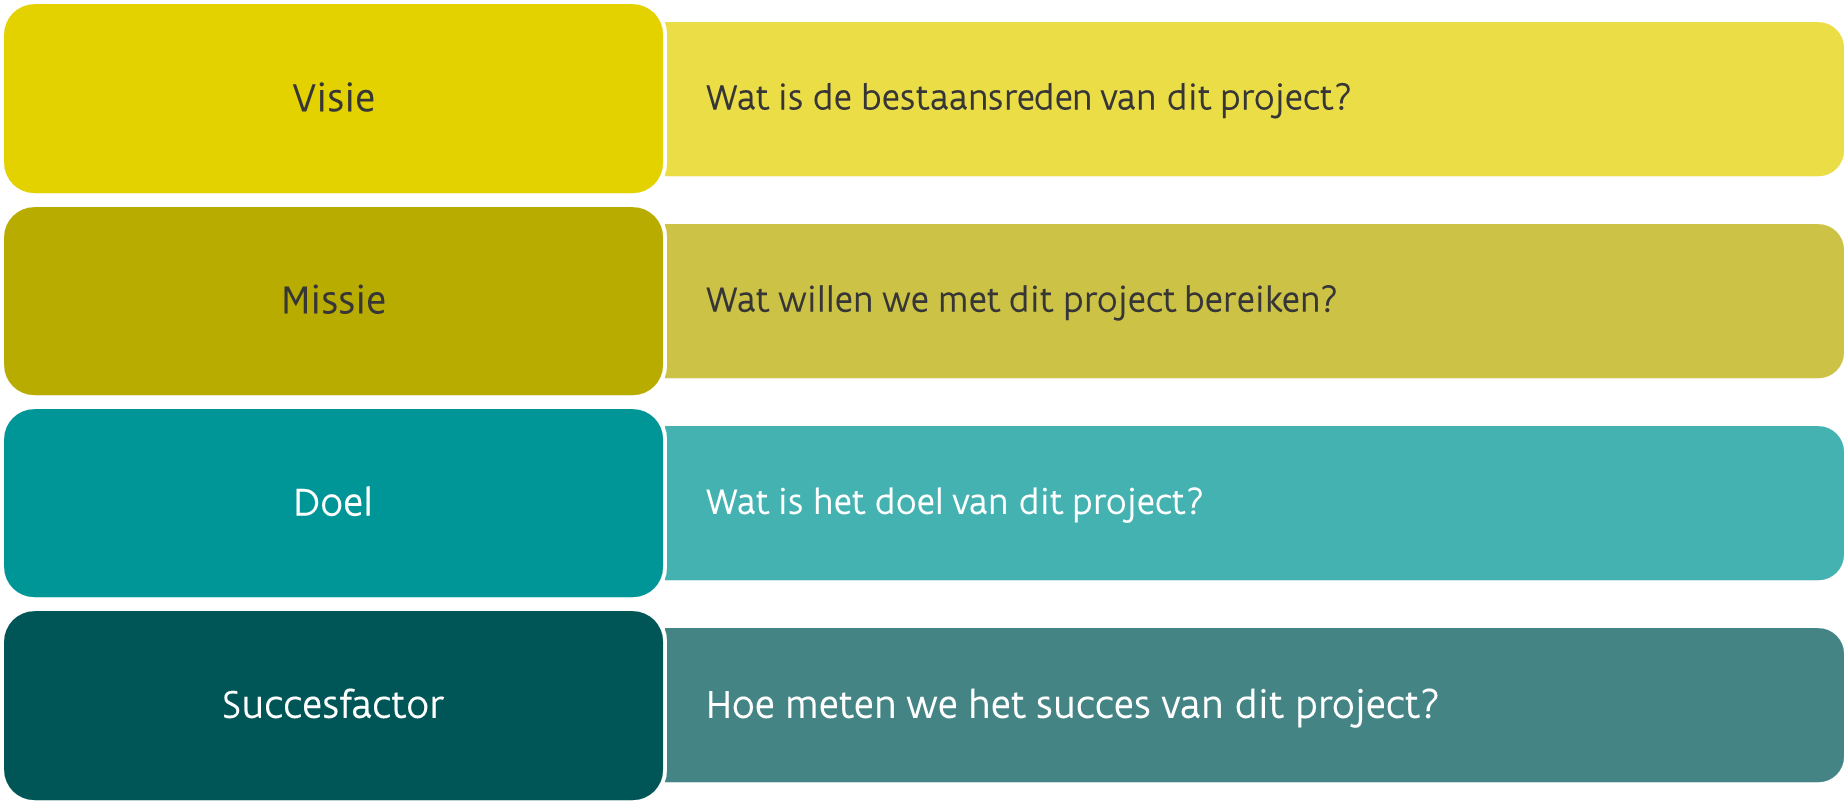 Visie
Wat is de bestaansreden van dit project?
Missie
Wat willen we met dit project bereiken?
Doel
Wat is het doel van dit project?
Succesfactor
Hoe meten we het succes van dit project?